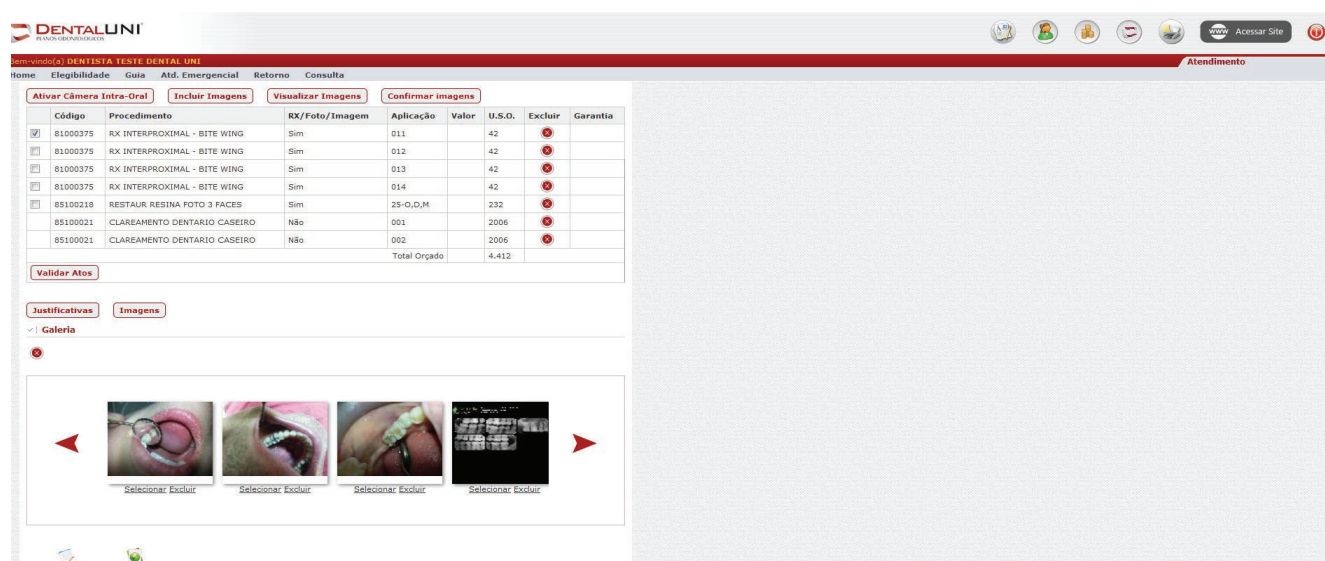 DENTALUNI
PLANOS ODONTOLÓGICOS
www Acessar Site
Bem-vindo(a) DENTISTA TESTE DENTAL UNI
Atendimento
Home Elegibilidade Guia Atd. Emergencial Retorno Consulta
Ativar Câmera Intra-Oral Incluir Imagens Visualizar Imagens Confirmar imagens
Código Procedimento RX/Foto/Imagem Aplicação Valor U.S.O. Excluir Garantia
81000375 RX INTERPROXIMAL - BITE WING Sim 011 42
81000375 RX INTERPROXIMAL - BITE WING Sim 012 42
81000375 RX INTERPROXIMAL - BITE WING Sim 013 42
81000375 RX INTERPROXIMAL - BITE WING Sim 014 42
85100218 RESTAUR RESINA FOTO 3 FACES Sim 25-O,D,M 232
85100021 CLAREAMENTO DENTARIO CASEIRO Não 001 2006
85100021 CLAREAMENTO DENTARIO CASEIRO Não 002 2006
Total Orçado 4.412
Validar Atos
Justificativas Imagens
Galeria
Selecionar Excluir Selecionar Excluir Selecionar Excluir Selecionar Excluir